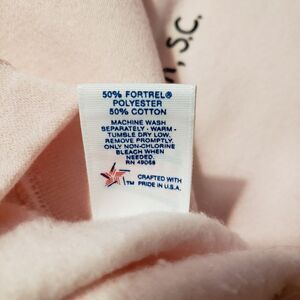 , S.C.
50% FORTREL®
POLYESTER
50% COTTON
MACHINE WASH
SEPARATELY - WARM -
TUMBLE DRY LOW.
REMOVE PROMPTLY.
ONLY NON-CHLORINE
BLEACH WHEN
NEEDED.
RN 49068
CRAFTED WITH
PRIDE IN U.S.A.